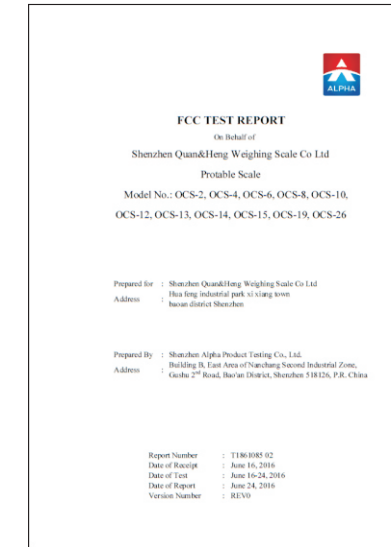 ALPHA
FCC TEST REPORT
On Behalf of
Shenzhen Quan&Heng Weighing Scale Co Ltd
Protable Scale
Model No.: OCS-2, OCS-4, OCS-6, OCS-8, OCS-10,
OCS-12, OCS-13, OCS-14, OCS-15, OCS-19, OCS-26
Prepared for : Shenzhen Quan&Heng Weighing Scale Co Ltd
Address : Hua feng industrial park xi xiang town
baoan district Shenzhen
Prepared By : Shenzhen Alpha Product Testing Co., Ltd.
Address : Building B, East Area of Nanchang Second Industrial Zone,
Gushu 2nd Road, Bao'an District, Shenzhen 518126, P.R. China
Report Number : T1861085 02
Date of Receipt : June 16, 2016
Date of Test : June 16-24, 2016
Date of Report : June 24, 2016
Version Number : REV0